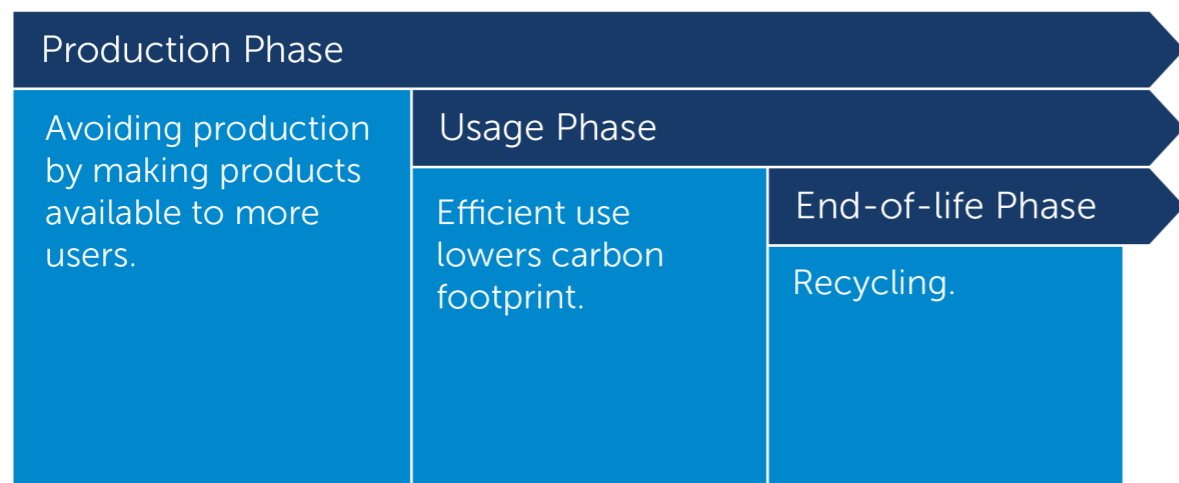 Production Phase
Avoiding production
by making products
available to more
users.
Usage Phase
Efficient use
lowers carbon
footprint.
End-of-life Phase
Recycling.